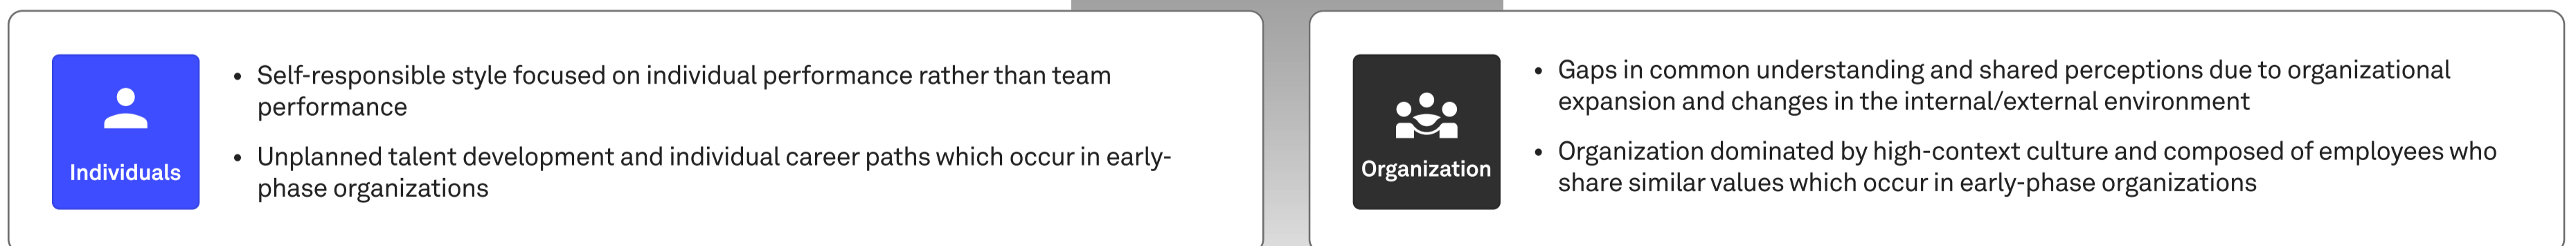 Individuals
• Self-responsible style focused on individual performance rather than team
performance
• Unplanned talent development and individual career paths which occur in early-
phase organizations
Organization
• Gaps in common understanding and shared perceptions due to organizational
expansion and changes in the internal/external environment
• Organization dominated by high-context culture and composed of employees who
share similar values which occur in early-phase organizations